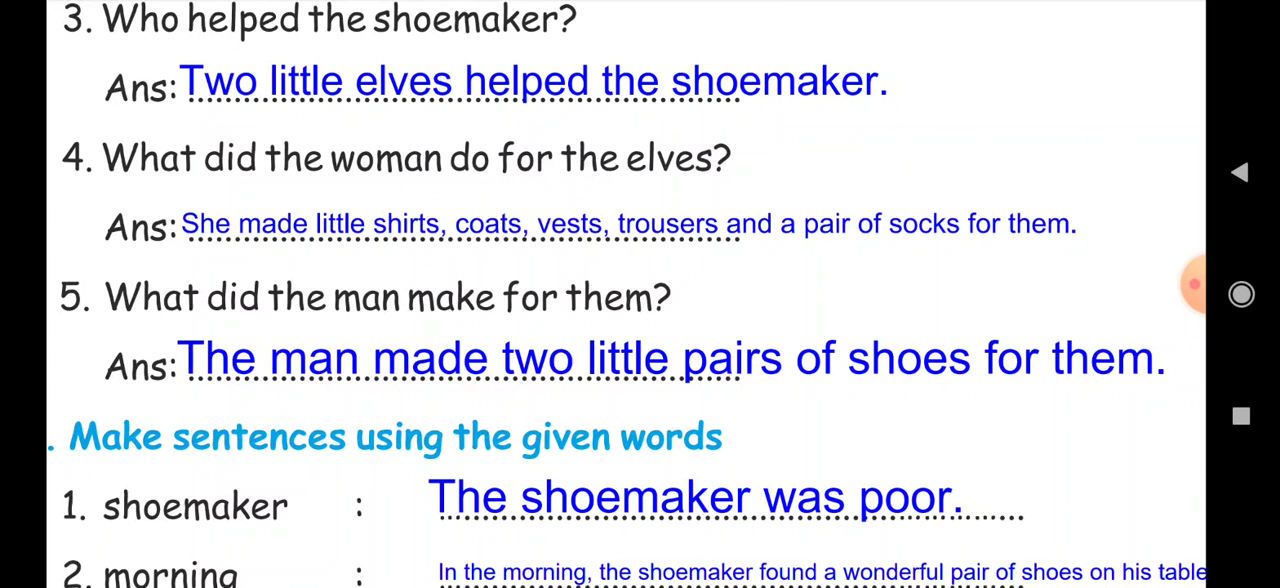 3. Who helped the shoemaker?
Ans: Two little elves helped the shoemaker.
4. What did the woman do for the elves?
Ans: She made little shirts, coats, vests, trousers and a pair of socks for them.
5. What did the man make for them?
Ans: The man made two little pairs of shoes for them.
. Make sentences using the given words
1. shoemaker : The shoemaker was poor.
2. morning : In the morning, the shoemaker found a wonderful pair of shoes on his table